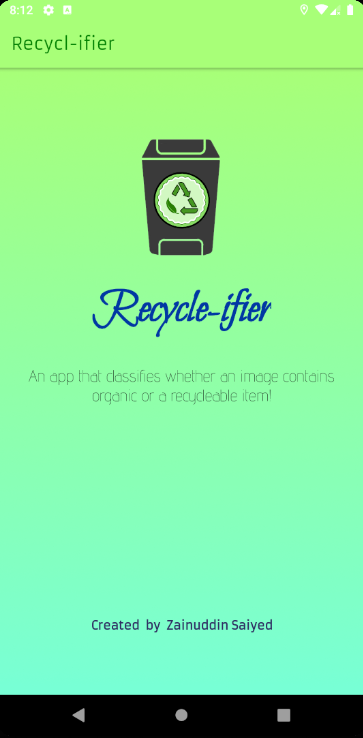 8:12
Recycl-ifier
Recycle-ifier
An app that classifies whether an image contains
organic or a recycleable item!
Created by Zainuddin Saiyed